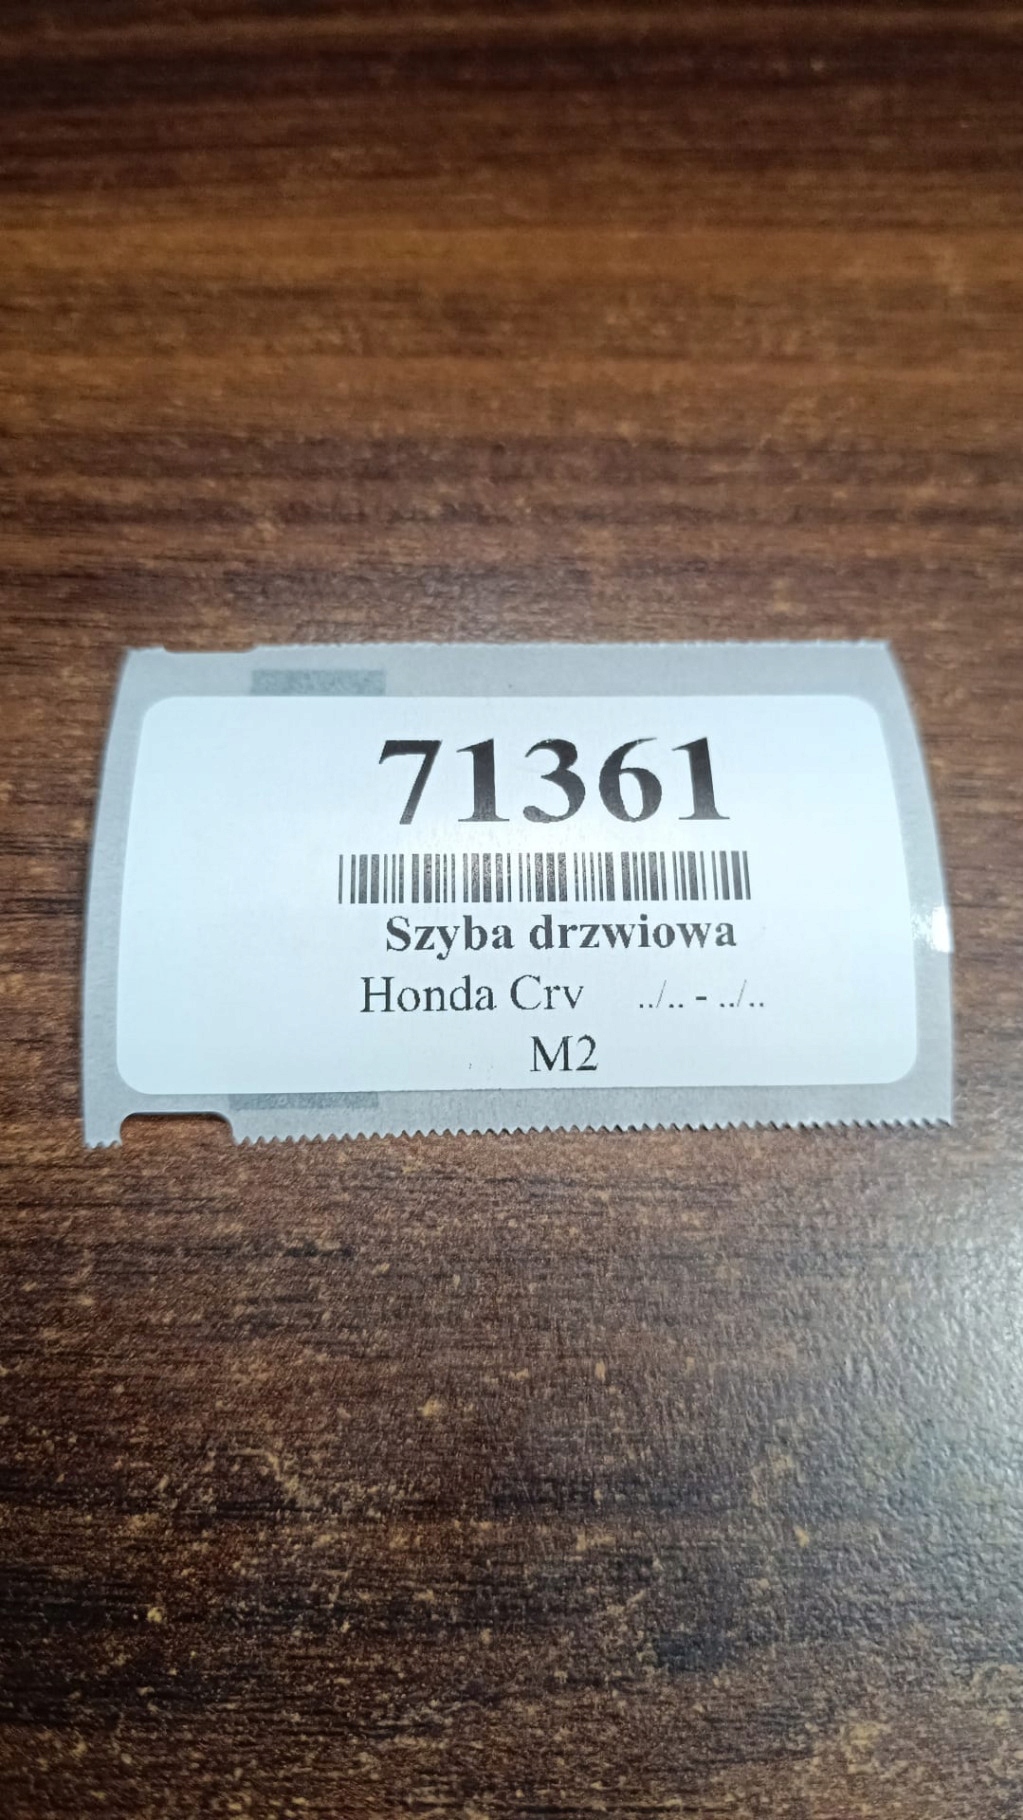 71361
Szyba drzwiowa
Honda Crv ../.. - ../..
M2